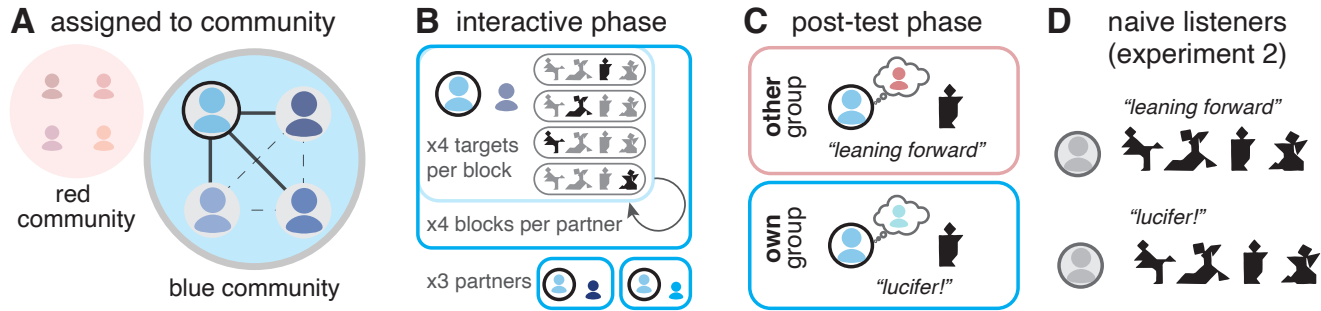 A assigned to community
red
community
blue community
B interactive phase
x4 targets
per block
x4 blocks per partner
x3 partners
C post-test phase
other
group
“leaning forward”
own
group
“lucifer!”
D naive listeners
(experiment 2)
“leaning forward”
“lucifer!”